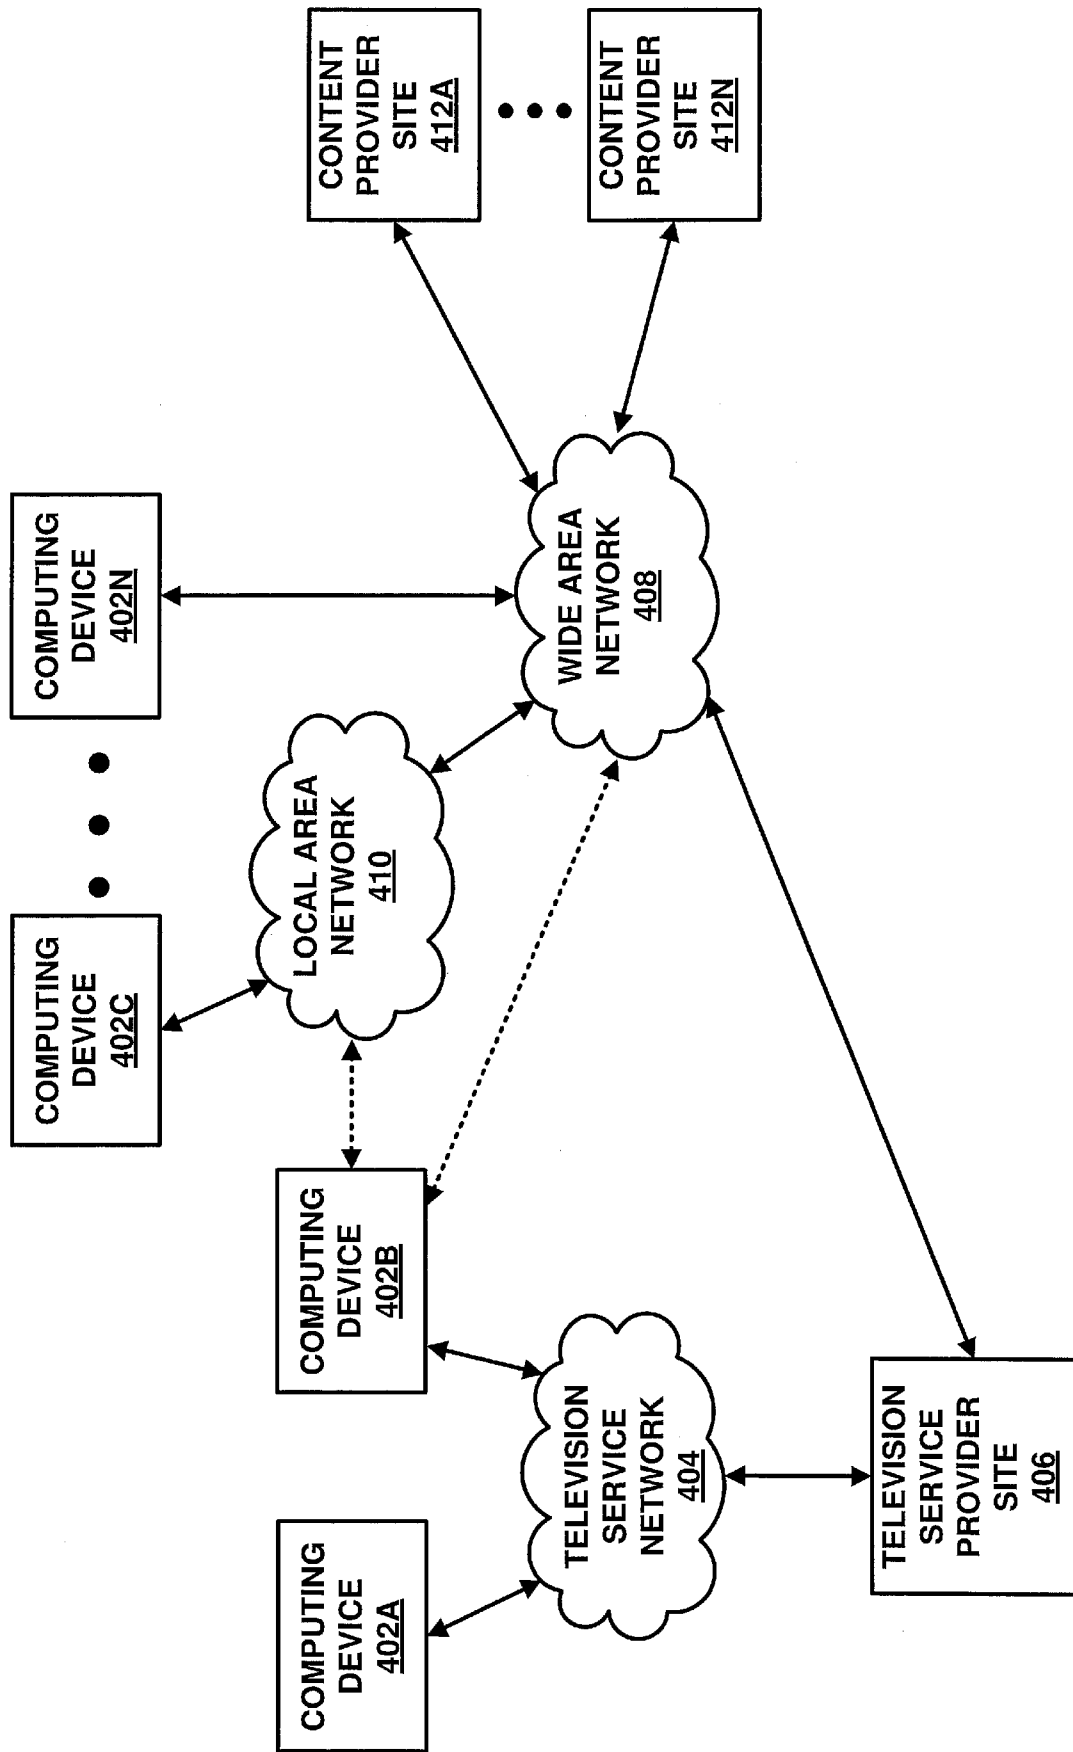 COMPUTING
DEVICE
402A
COMPUTING
DEVICE
402B
COMPUTING
DEVICE
402C
COMPUTING
DEVICE
402N
TELEVISION
SERVICE
NETWORK
404
LOCAL AREA
NETWORK
410
WIDE AREA
NETWORK
408
TELEVISION
SERVICE
PROVIDER
SITE
406
CONTENT
PROVIDER
SITE
412A
CONTENT
PROVIDER
SITE
412N